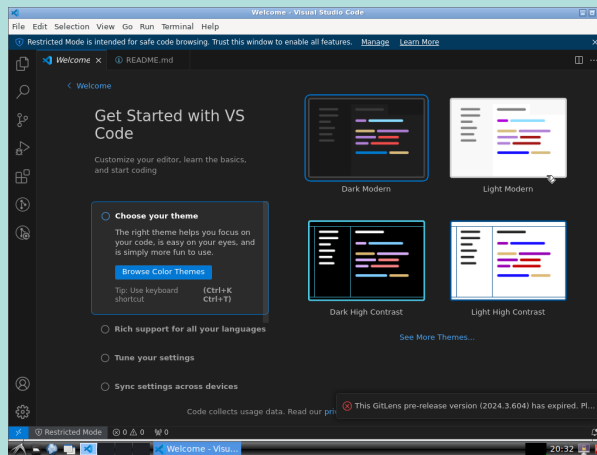 Welcome - Visual Studio Code
File Edit Selection View Go Run Terminal Help
Restricted Mode is intended for safe code browsing. Trust this window to enable all features. Manage Learn More
Welcome README.md
Welcome
Get Started with VS
Code
Customize your editor, learn the basics,
and start coding
Choose your theme
The right theme helps you focus on
your code, is easy on your eyes, and
is simply more fun to use.
Browse Color Themes
Tip: Use keyboard
shortcut
(Ctrl+K
Ctrl+T)
Rich support for all your languages
Tune your settings
Sync settings across devices
Dark Modern
Light Modern
Dark High Contrast
Light High Contrast
See More Themes...
Code collects usage data. Read our
This GitLens pre-release version (2024.3.604) has expired. Pl...
Restricted Mode 0 0 0
Welcome - Visu...
20:32